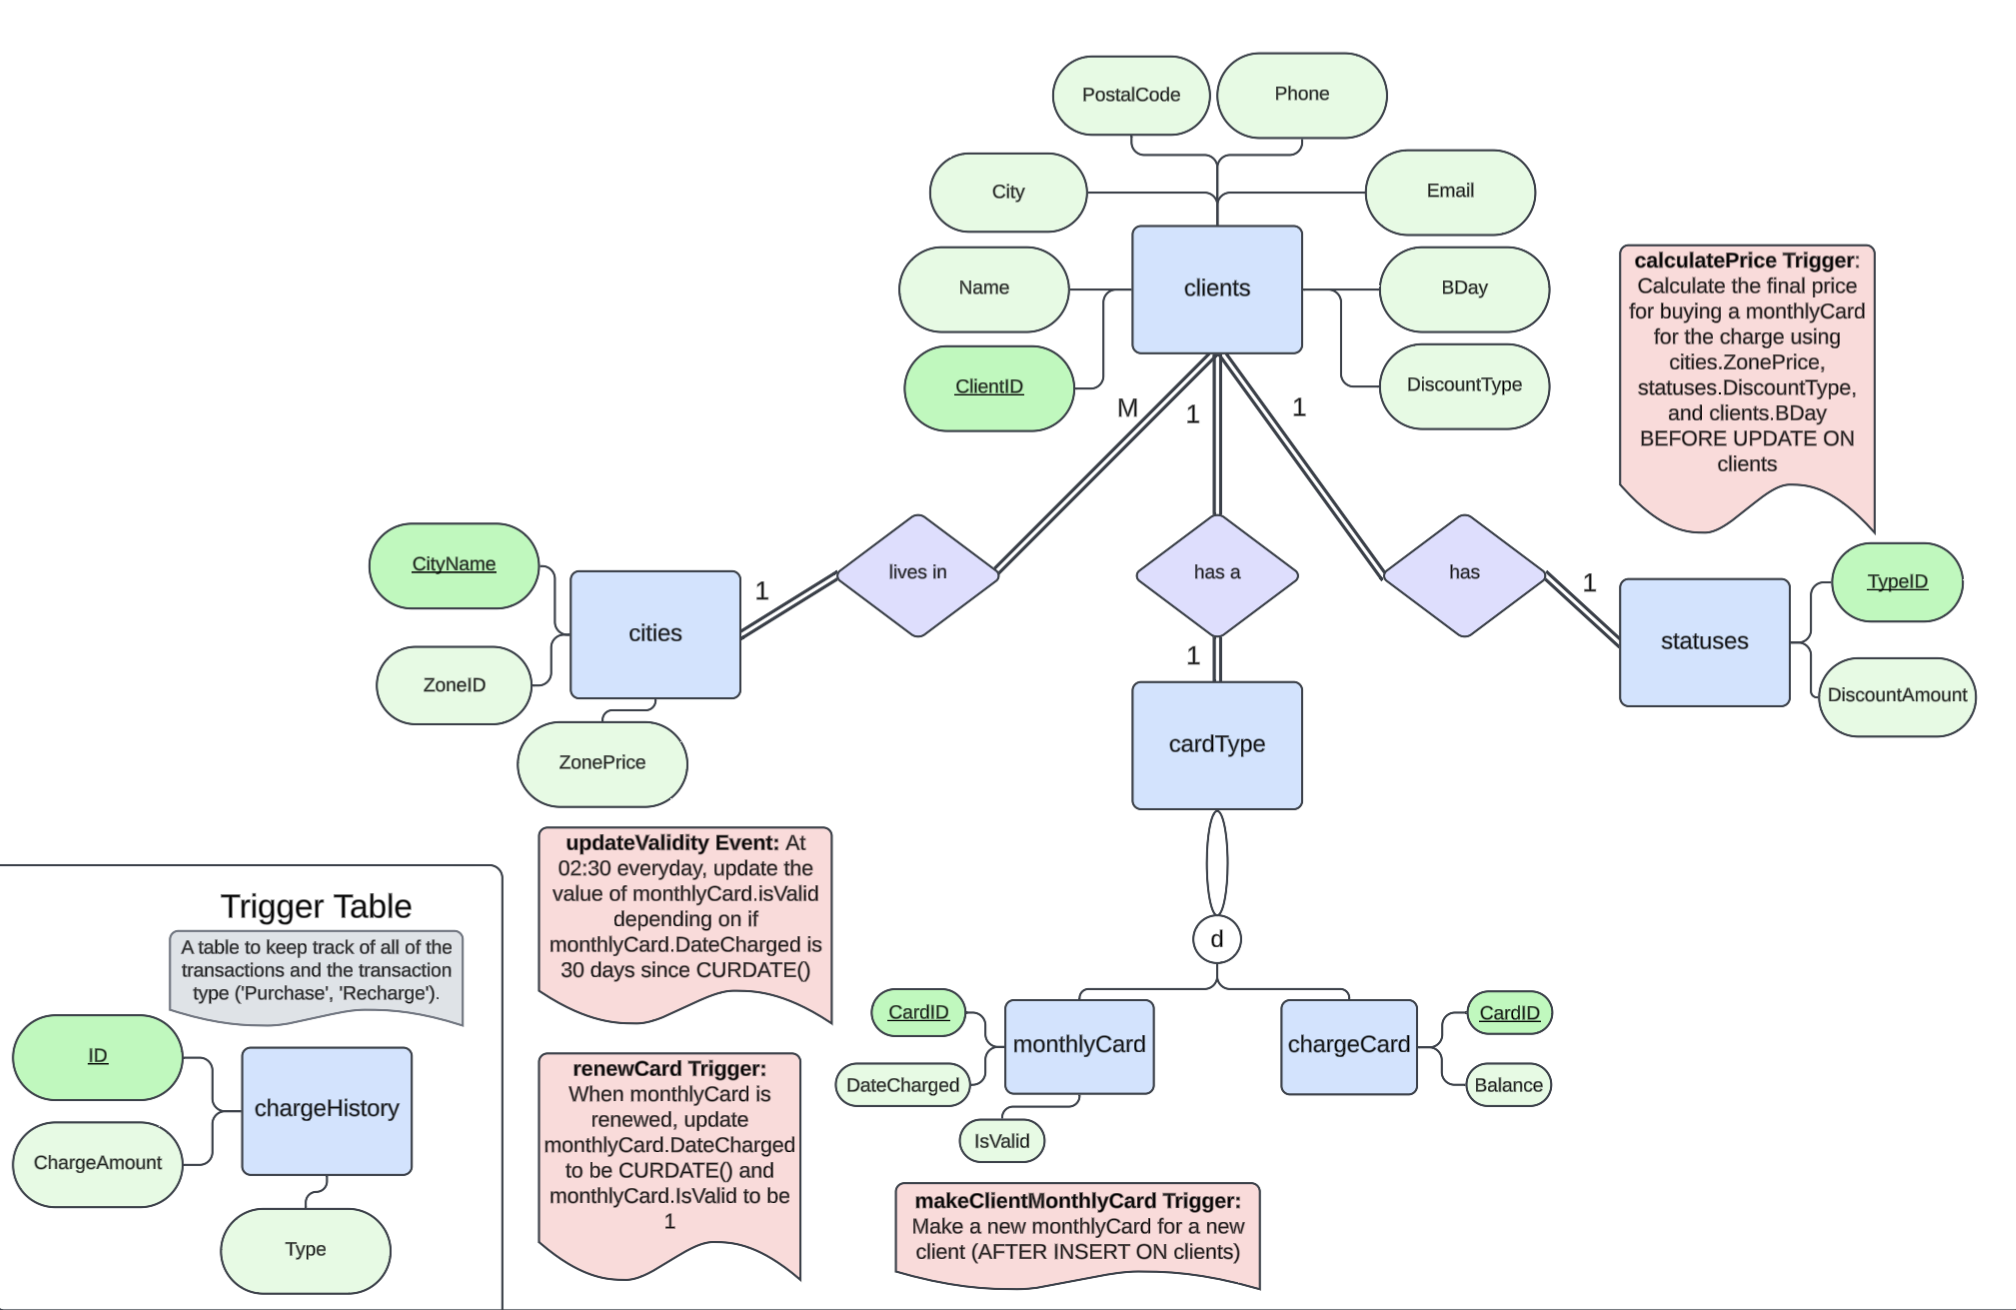 PostalCode
Phone
City
Email
Name
clients
BDay
ClientID
DiscountType
calculatePrice Trigger:
Calculate the final price
for buying a monthlyCard
for the charge using
cities.ZonePrice,
statuses.DiscountType,
and clients.BDay
BEFORE UPDATE ON
clients
M
1
1
CityName
1
lives in
has a
has
1
TypeID
cities
statuses
ZoneID
1
DiscountAmount
ZonePrice
cardType
updateValidity Event: At
02:30 everyday, update the
value of monthlyCard.isValid
depending on if
monthlyCard.DateCharged is
30 days since CURDATE()
Trigger Table
A table to keep track of all of the
transactions and the transaction
type ('Purchase', 'Recharge').
d
ID
chargeHistory
ChargeAmount
Type
renewCard Trigger:
When monthlyCard is
renewed, update
monthlyCard.DateCharged
to be CURDATE() and
monthlyCard.IsValid to be
1
CardID
monthlyCard
DateCharged
IsValid
chargeCard
CardID
Balance
makeClientMonthlyCard Trigger:
Make a new monthlyCard for a new
client (AFTER INSERT ON clients)